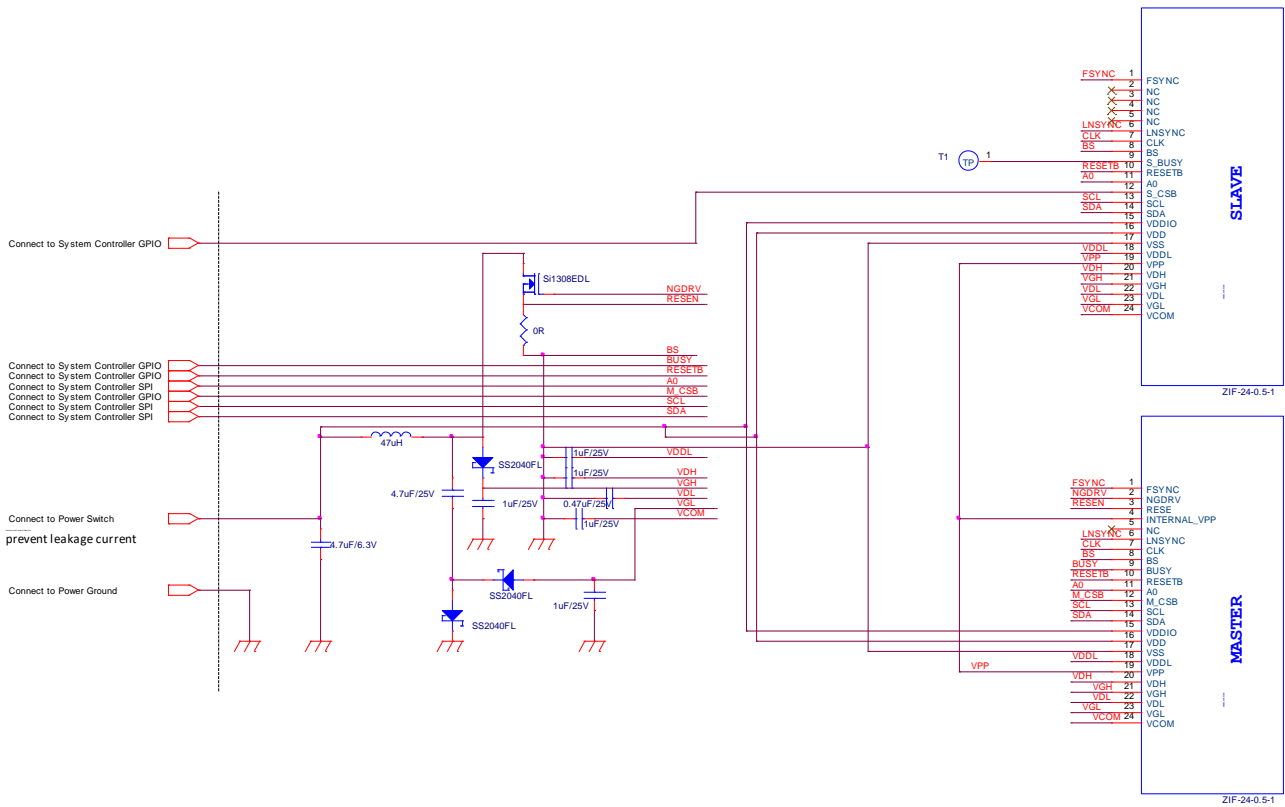 FSYNC 1 FSYNC
2 NC
3 NC
4 NC
5 NC
LNSYNC 6 LNSYNC
CLK 7 CLK
BS 8 BS
T1 TP 1 9 S_BUSY
RESETB 10 RESETB
A0 11 A0
12 S_CSB
SCL 13 SCL
SDA 14 SDA
15 VDDIO
16 VDD
17 VSS
VDDL 18 VDDL
VPP 19 VPP
VDH 20 VDH
VGH 21 VGH
VDL 22 VDL
VGL 23 VGL
VCOM 24 VCOM
SLAVE
ZIF-24-0.5-1
Connect to System Controller GPIO
Si1308EDL
NGDRV
RESEN
0R
BS
BUSY
RESETB
A0
M_CSB
SCL
SDA
Connect to System Controller GPIO
Connect to System Controller GPIO
Connect to System Controller SPI
Connect to System Controller GPIO
Connect to System Controller SPI
Connect to System Controller SPI
47uH
SS2040FL
4.7uF/25V
1uF/25V
1uF/25V
1uF/25V
0.47uF/25V
1uF/25V
VDDL
VDH
VGH
VDL
VGL
VCOM
Connect to Power Switch
prevent leakage current
4.7uF/6.3V
Connect to Power Ground
SS2040FL
SS2040FL
1uF/25V
FSYNC 1 FSYNC
NGDRV 2 NGDRV
RESEN 3 RESE
4 INTERNAL_VPP
5 NC
LNSYNC 6 LNSYNC
CLK 7 CLK
BS 8 BS
BUSY 9 BUSY
RESETB 10 RESETB
A0 11 A0
M_CSB 12 M_CSB
SCL 13 SCL
SDA 14 SDA
15 VDDIO
16 VDD
17 VSS
VDDL 18 VDDL
VPP 19 VPP
VDH 20 VDH
VGH 21 VGH
VDL 22 VDL
VGL 23 VGL
VCOM 24 VCOM
MASTER
ZIF-24-0.5-1